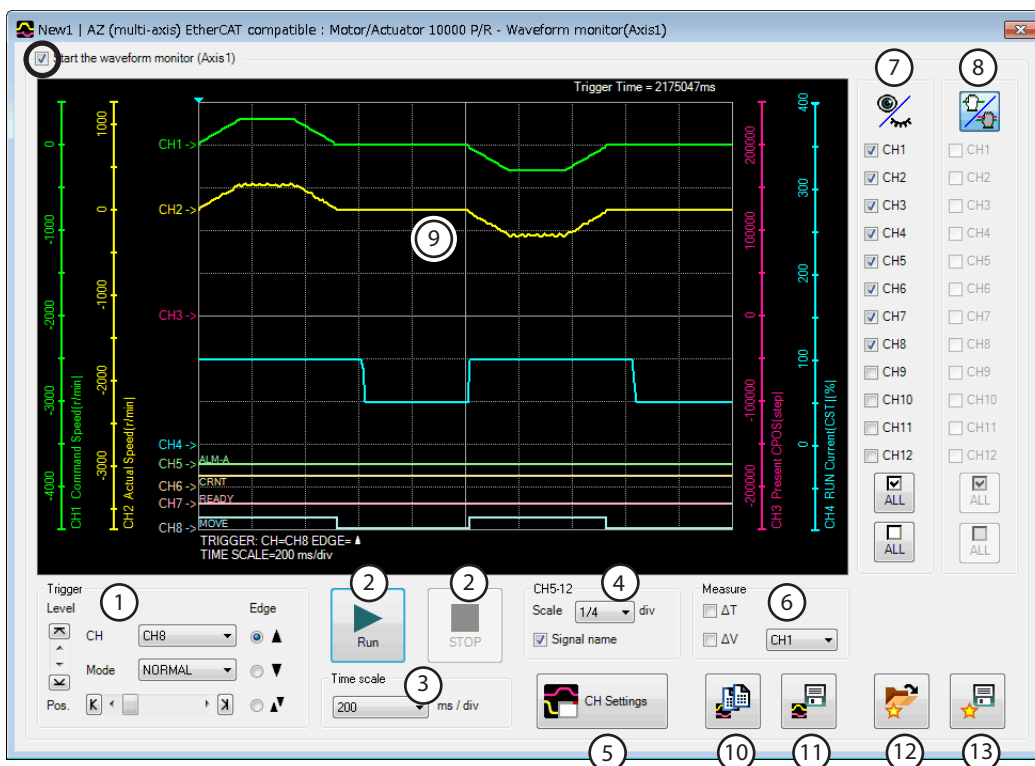 New1 | AZ (multi-axis) EtherCAT compatible : Motor/Actuator 10000 P/R - Waveform monitor(Axis1)
Start the waveform monitor (Axis1)
7
8
Trigger Time = 2175047ms
0
-1000
-2000
-3000
-4000
CH1 Command Speed[r/min]
1000
0
-1000
-2000
-3000
CH2 Actual Speed[r/min]
CH1 ->
CH2 ->
9
CH3 ->
CH4 ->
CH5 -> ALM-A
CH6 -> CRNT
CH7 -> READY
CH8 -> MOVE
TRIGGER: CH=CH8 EDGE=
TIME SCALE=200 ms/div
200000
100000
0
-100000
-200000
CH3 Present CPOS[step]
400
300
200
100
0
CH4 RUN Current[CST][%]
CH1
CH2
CH3
CH4
CH5
CH6
CH7
CH8
CH9
CH10
CH11
CH12
ALL
ALL
CH1
CH2
CH3
CH4
CH5
CH6
CH7
CH8
CH9
CH10
CH11
CH12
ALL
ALL
Trigger
1
Level
Edge
CH CH8
Mode NORMAL
Pos.
2
Run
2
STOP
Time scale
3
200 ms / div
CH5-12
4
Scale 1/4 div
Signal name
Measure
6
ΔT
ΔV CH1
CH Settings
5
10
11
12
13